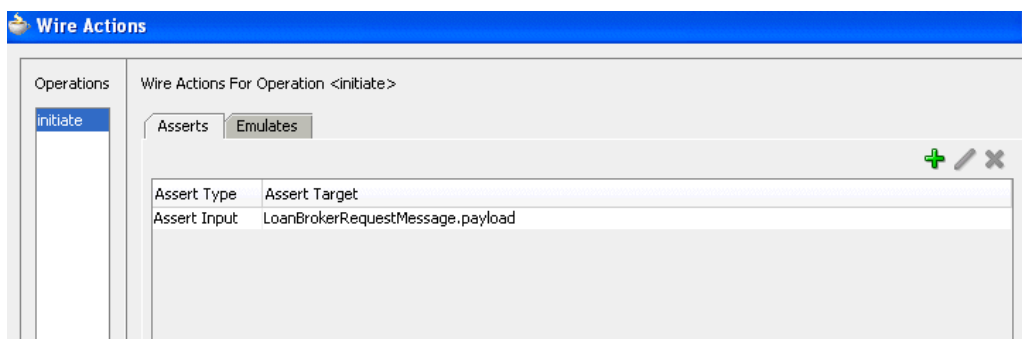 Wire Actions
Operations
Wire Actions For Operation <initiate>
initiate
Asserts
Emulates
Assert Type
Assert Target
Assert Input
LoanBrokerRequestMessage.payload